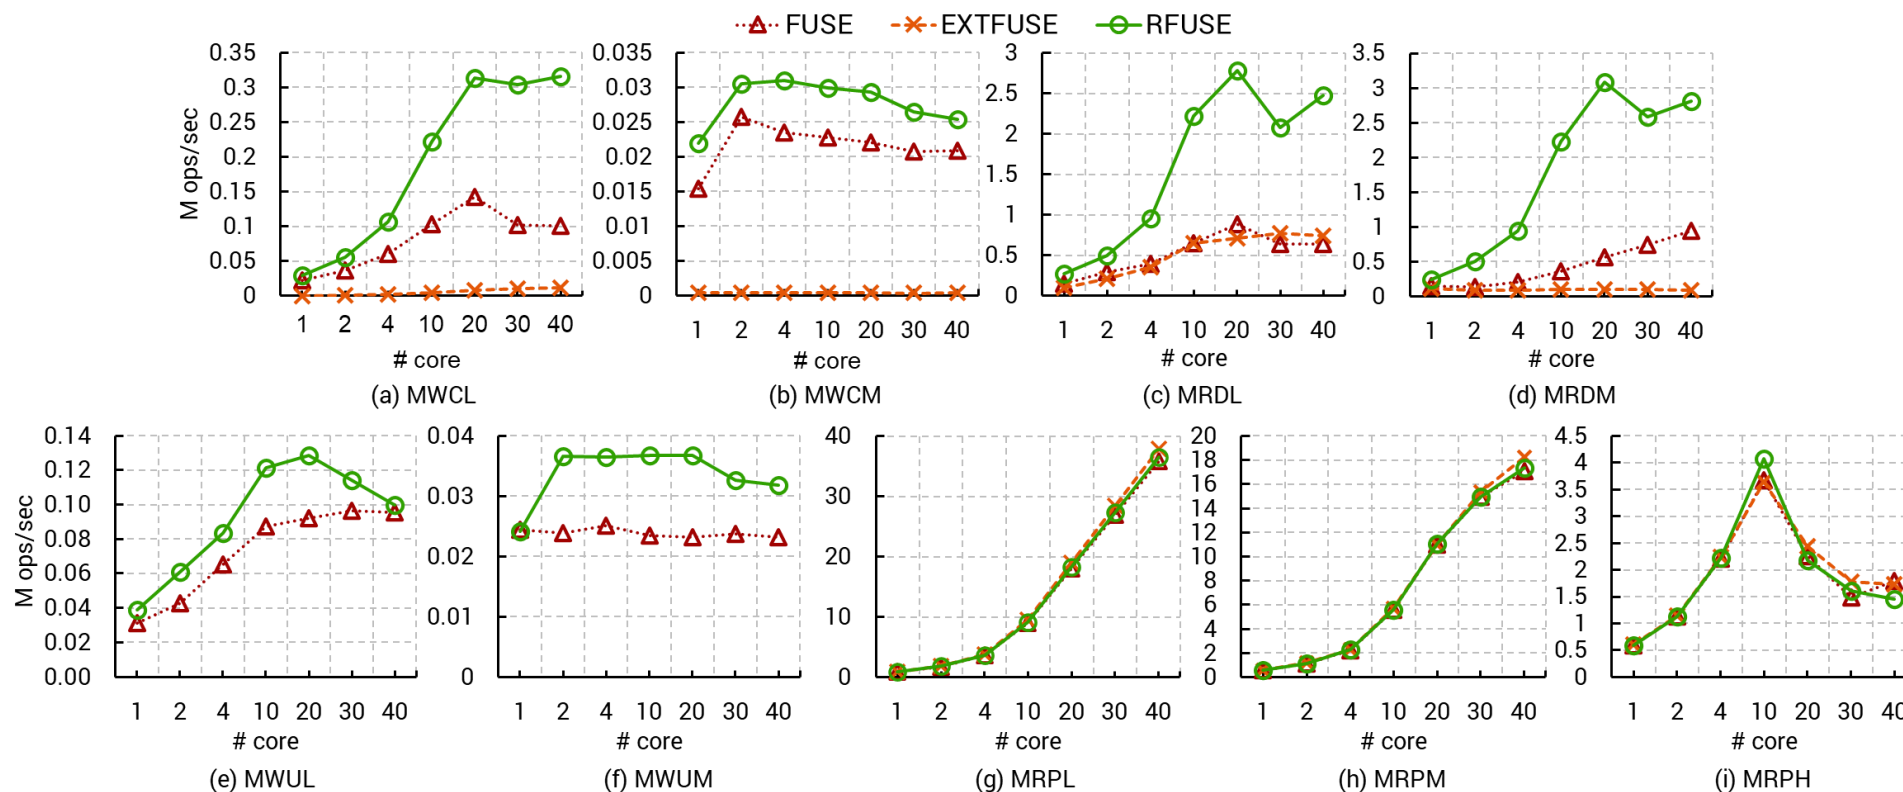 FUSE EXTFUSE RFUSE
M ops/sec
0.35
0.3
0.25
0.2
0.15
0.1
0.05
0
1 2 4 10 20 30 40
# core
(a) MWCL
0.035
0.030
0.025
0.020
0.015
0.010
0.005
0
1 2 4 10 20 30 40
# core
(b) MWCM
3
2.5
2
1.5
1
0.5
0
1 2 4 10 20 30 40
# core
(c) MRDL
3.5
3
2.5
2
1.5
1
0.5
0
1 2 4 10 20 30 40
# core
(d) MRDM
M ops/sec
0.14
0.12
0.10
0.08
0.06
0.04
0.02
0.00
1 2 4 10 20 30 40
# core
(e) MWUL
0.04
0.03
0.02
0.01
0
1 2 4 10 20 30 40
# core
(f) MWUM
40
30
20
10
0
1 2 4 10 20 30 40
# core
(g) MRPL
20
18
16
14
12
10
8
6
4
2
0
1 2 4 10 20 30 40
# core
(h) MRPM
4.5
4
3.5
3
2.5
2
1.5
1
0.5
0
1 2 4 10 20 30 40
# core
(i) MRPH